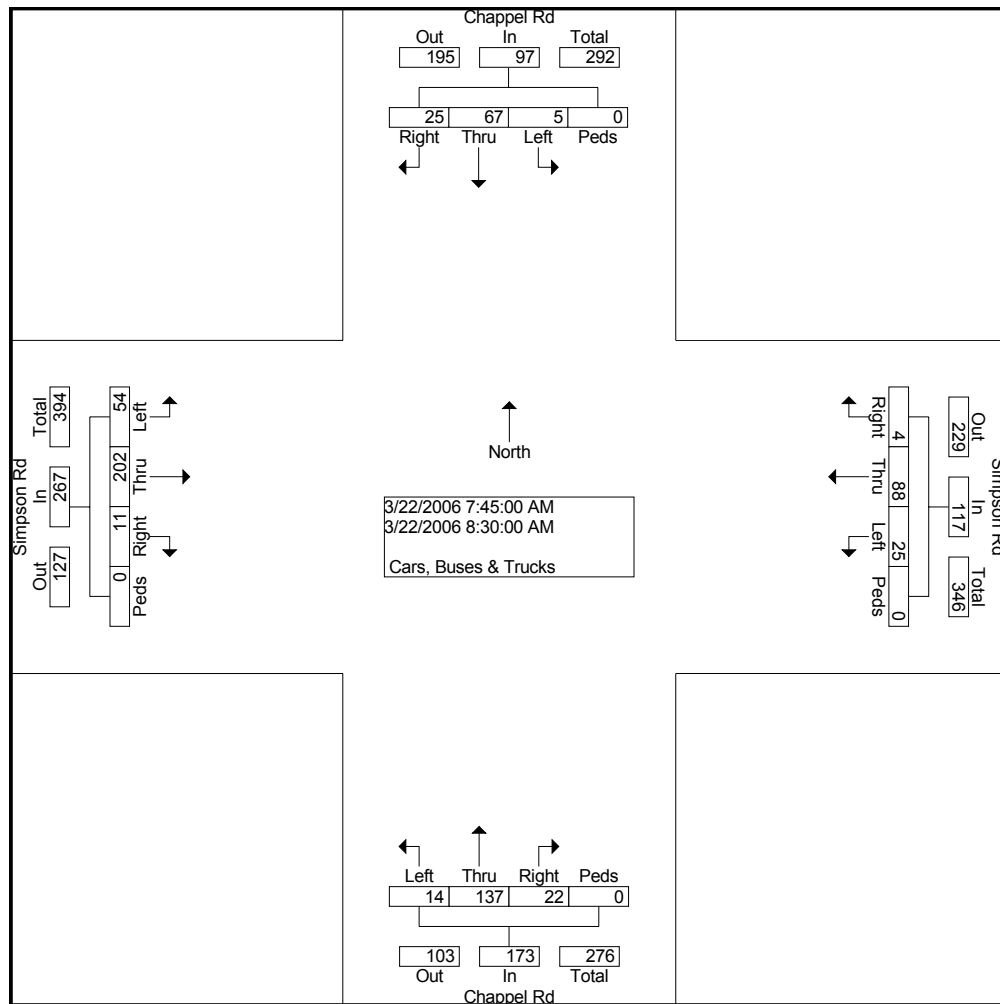 Chappel Rd
Out In Total
195 97 292
25 67 5 0
Right Thru Left Peds
Simpson Rd
Total In Out
394 267 127
54 202 11 0
Left Thru Right Peds
North
3/22/2006 7:45:00 AM
3/22/2006 8:30:00 AM
Cars, Buses & Trucks
Right Thru Left Peds
4 88 25 0
Out In Total
229 117 346
Simpson Rd
Left Thru Right Peds
14 137 22 0
103 173 276
Out In Total
Chappel Rd